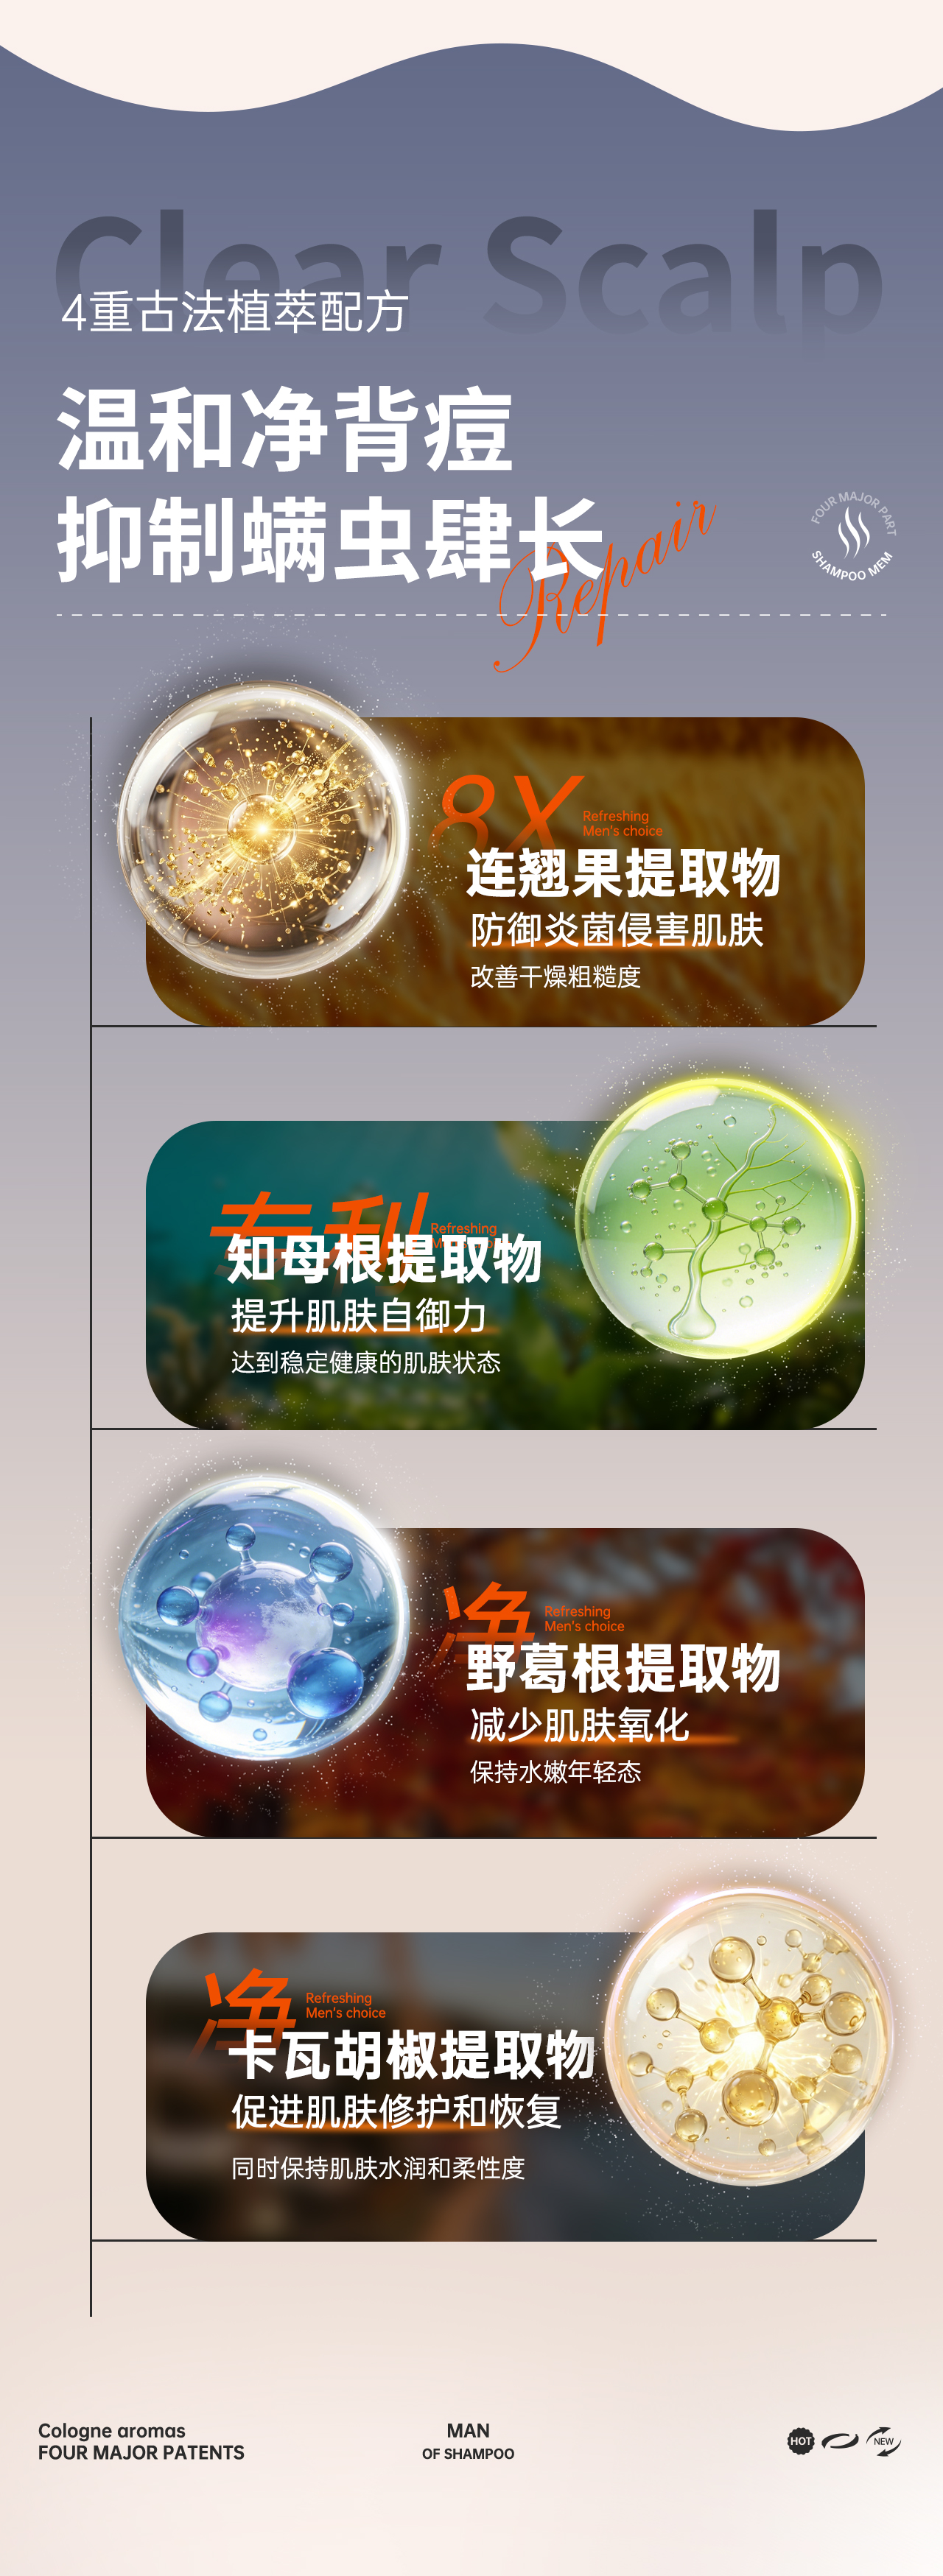 Clear Scalp
4重古法植萃配方
温和净背痘
抑制螨虫肆长
Repair
FOUR MAJOR PART
SHAMPOO MEM
8X
Refreshing
Men's choice
连翘果提取物
防御炎菌侵害肌肤
改善干燥粗糙度
专利
Refreshing
知母根提取物
提升肌肤自御力
达到稳定健康的肌肤状态
净
Refreshing
Men's choice
野葛根提取物
减少肌肤氧化
保持水嫩年轻态
净
Refreshing
Men's choice
卡瓦胡椒提取物
促进肌肤修护和恢复
同时保持肌肤水润和柔性度
Cologne aromas
FOUR MAJOR PATENTS
MAN
OF SHAMPOO
HOT
NEW